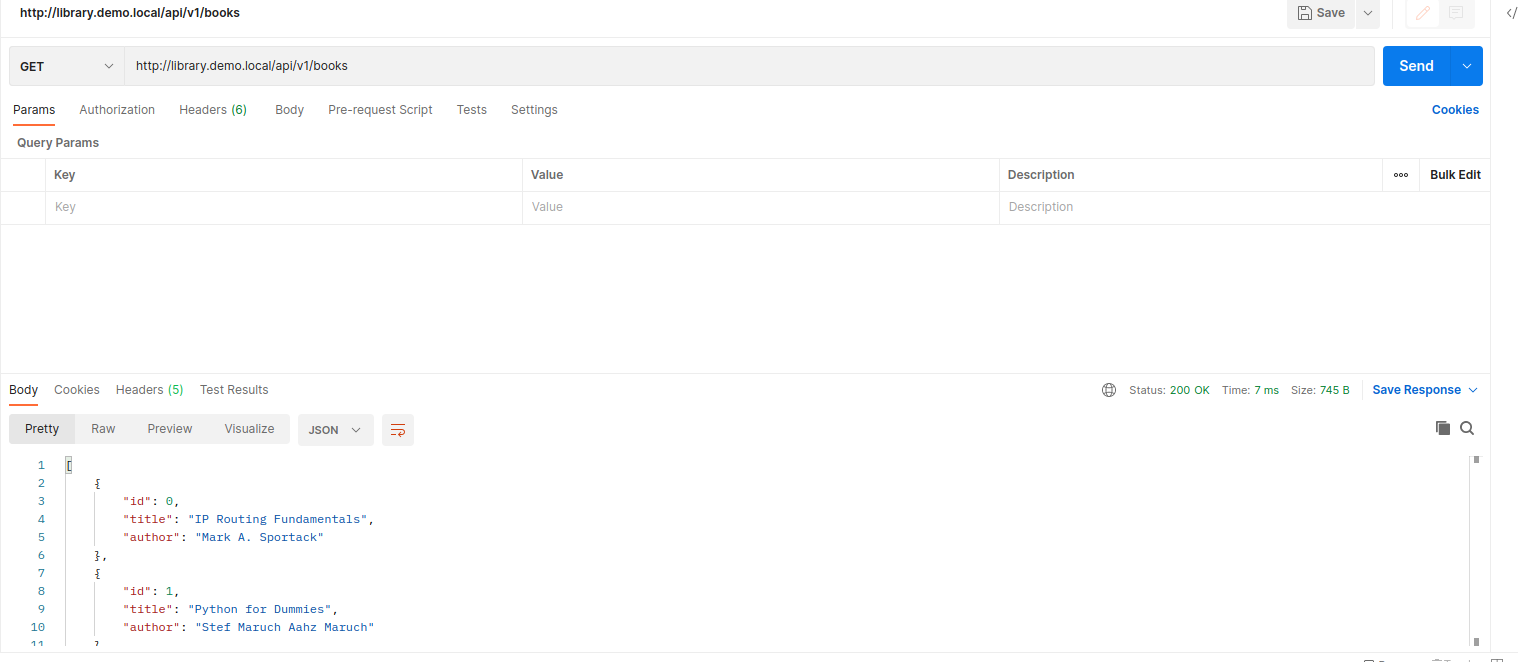 http://library.demo.local/api/v1/books
Save
GET http://library.demo.local/api/v1/books Send
Params Authorization Headers (6) Body Pre-request Script Tests Settings Cookies
Query Params
Key Value Description Bulk Edit
Key Value Description
Body Cookies Headers (5) Test Results Status: 200 OK Time: 7 ms Size: 745 B Save Response
Pretty Raw Preview Visualize JSON
1 [
2 {
3 "id": 0,
4 "title": "IP Routing Fundamentals",
5 "author": "Mark A. Sportack"
6 },
7 {
8 "id": 1,
9 "title": "Python for Dummies",
10 "author": "Stef Maruch Aahz Maruch"
11